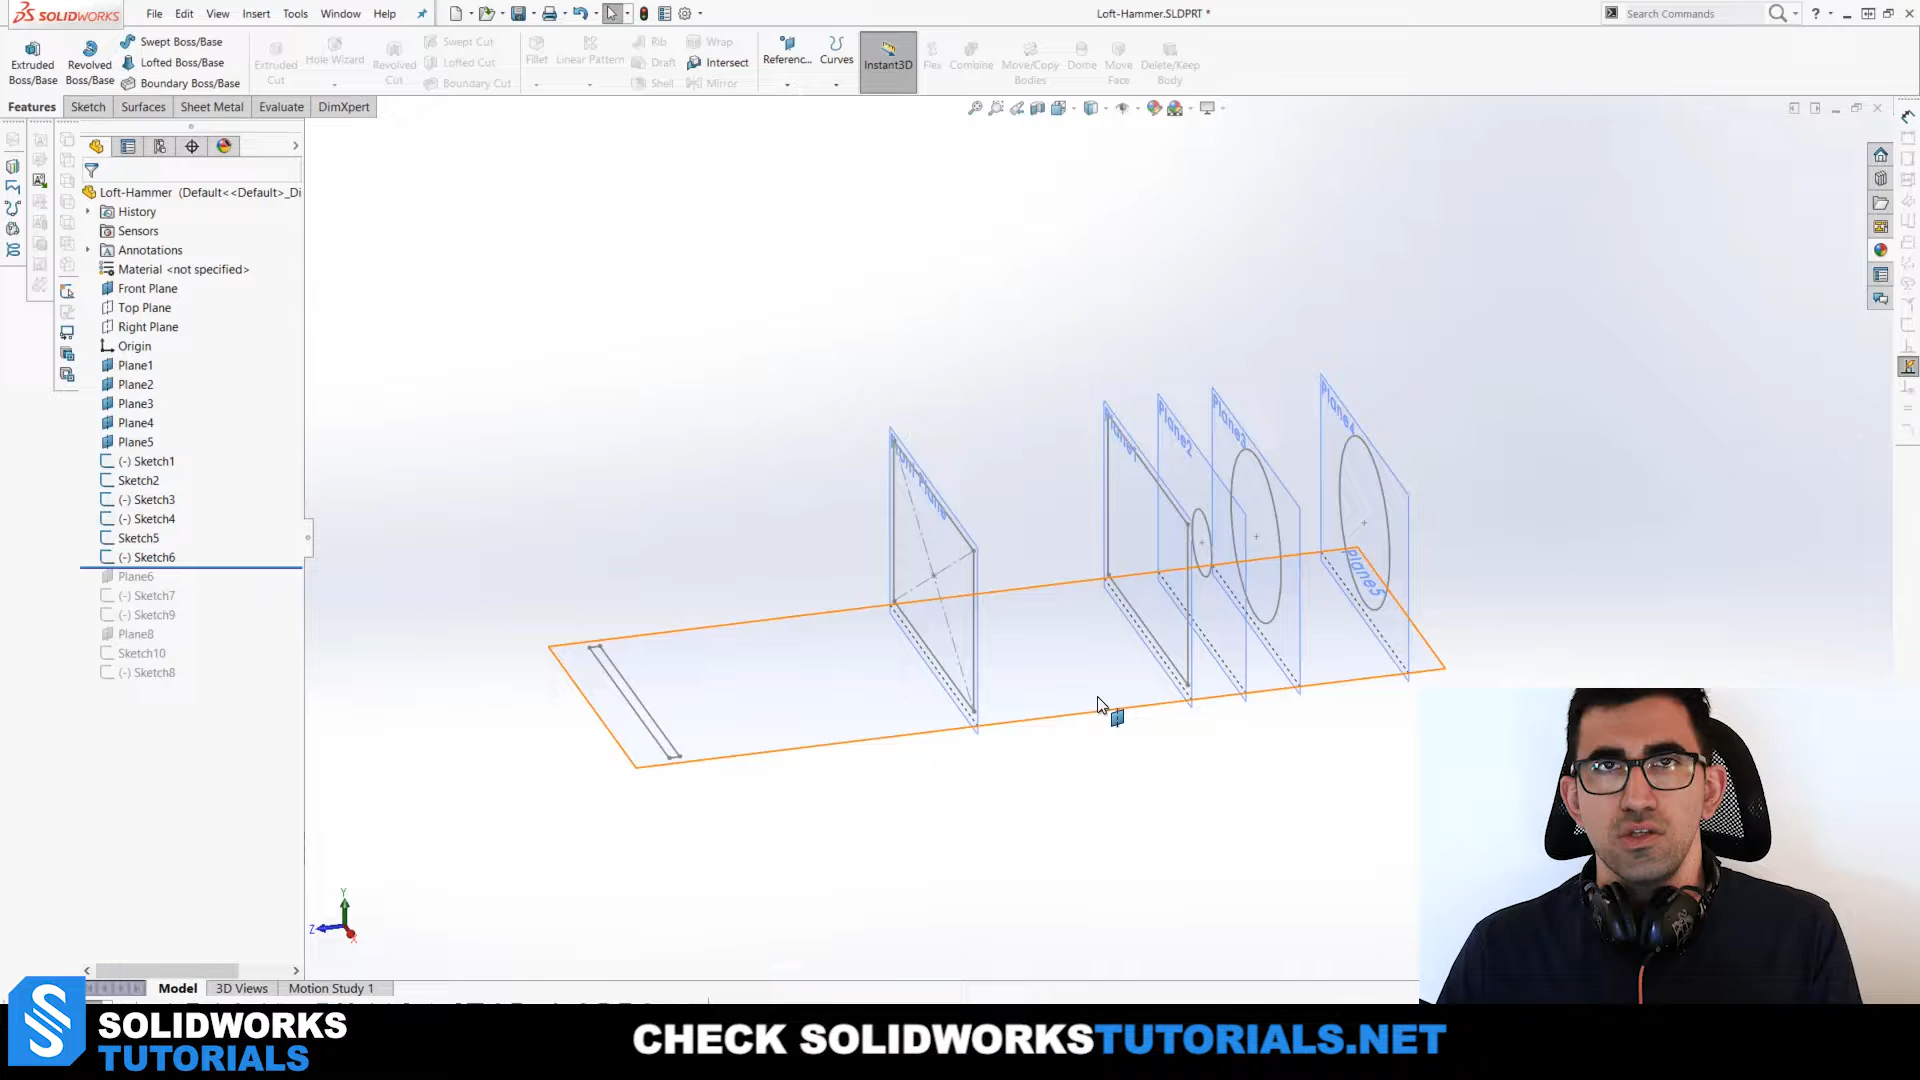 SOLIDWORKS
File Edit View Insert Tools Window Help
Loft-Hammer.SLDPRT *
Search Commands
Extruded Boss/Base
Revolved Boss/Base
Swept Boss/Base
Lofted Boss/Base
Boundary Boss/Base
Extruded Cut
Hole Wizard
Revolved Cut
Swept Cut
Lofted Cut
Boundary Cut
Fillet
Linear Pattern
Rib
Draft
Shell
Wrap
Intersect
Mirror
Referenc...
Curves
Instant3D
Flex
Combine
Move/Copy Bodies
Dome
Move Face
Delete/Keep Body
Features Sketch Surfaces Sheet Metal Evaluate DimXpert
Loft-Hammer (Default<<Default>_Di
History
Sensors
Annotations
Material <not specified>
Front Plane
Top Plane
Right Plane
Origin
Plane1
Plane2
Plane3
Plane4
Plane5
(-) Sketch1
Sketch2
(-) Sketch3
(-) Sketch4
Sketch5
(-) Sketch6
Plane6
(-) Sketch7
(-) Sketch9
Plane8
Sketch10
(-) Sketch8
Front Plane
Plane1
Plane2
Plane3
Plane4
Plane5
Y
Z
X
Model 3D Views Motion Study 1
SOLIDWORKS
TUTORIALS
CHECK SOLIDWORKSTUTORIALS.NET